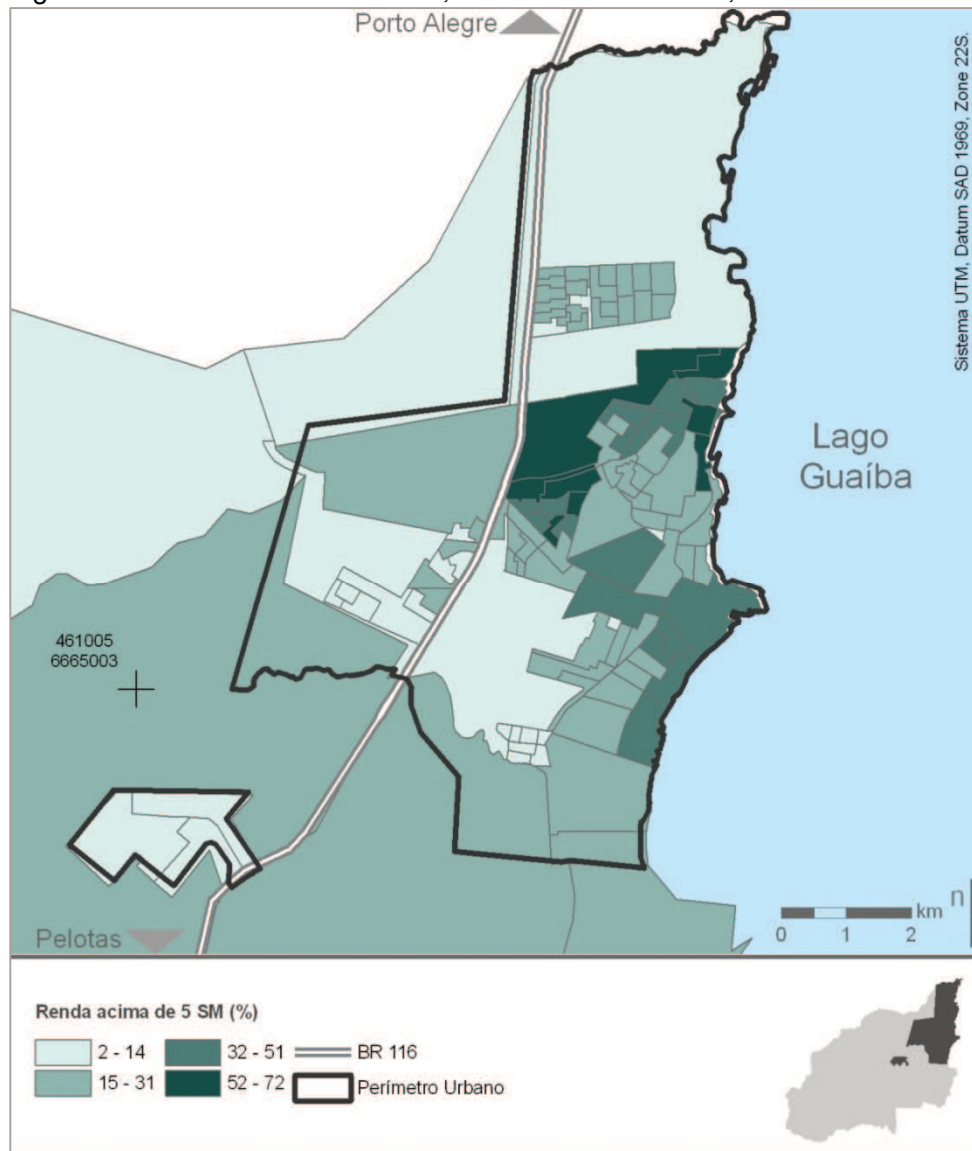 Porto Alegre
Sistema UTM, Datum SAD 1969, Zone 22S.
Lago
Guaíba
461005
6665003
n
km
0 1 2
Pelotas
Renda acima de 5 SM (%)
2 - 14
32 - 51
BR 116
15 - 31
52 - 72
Perímetro Urbano